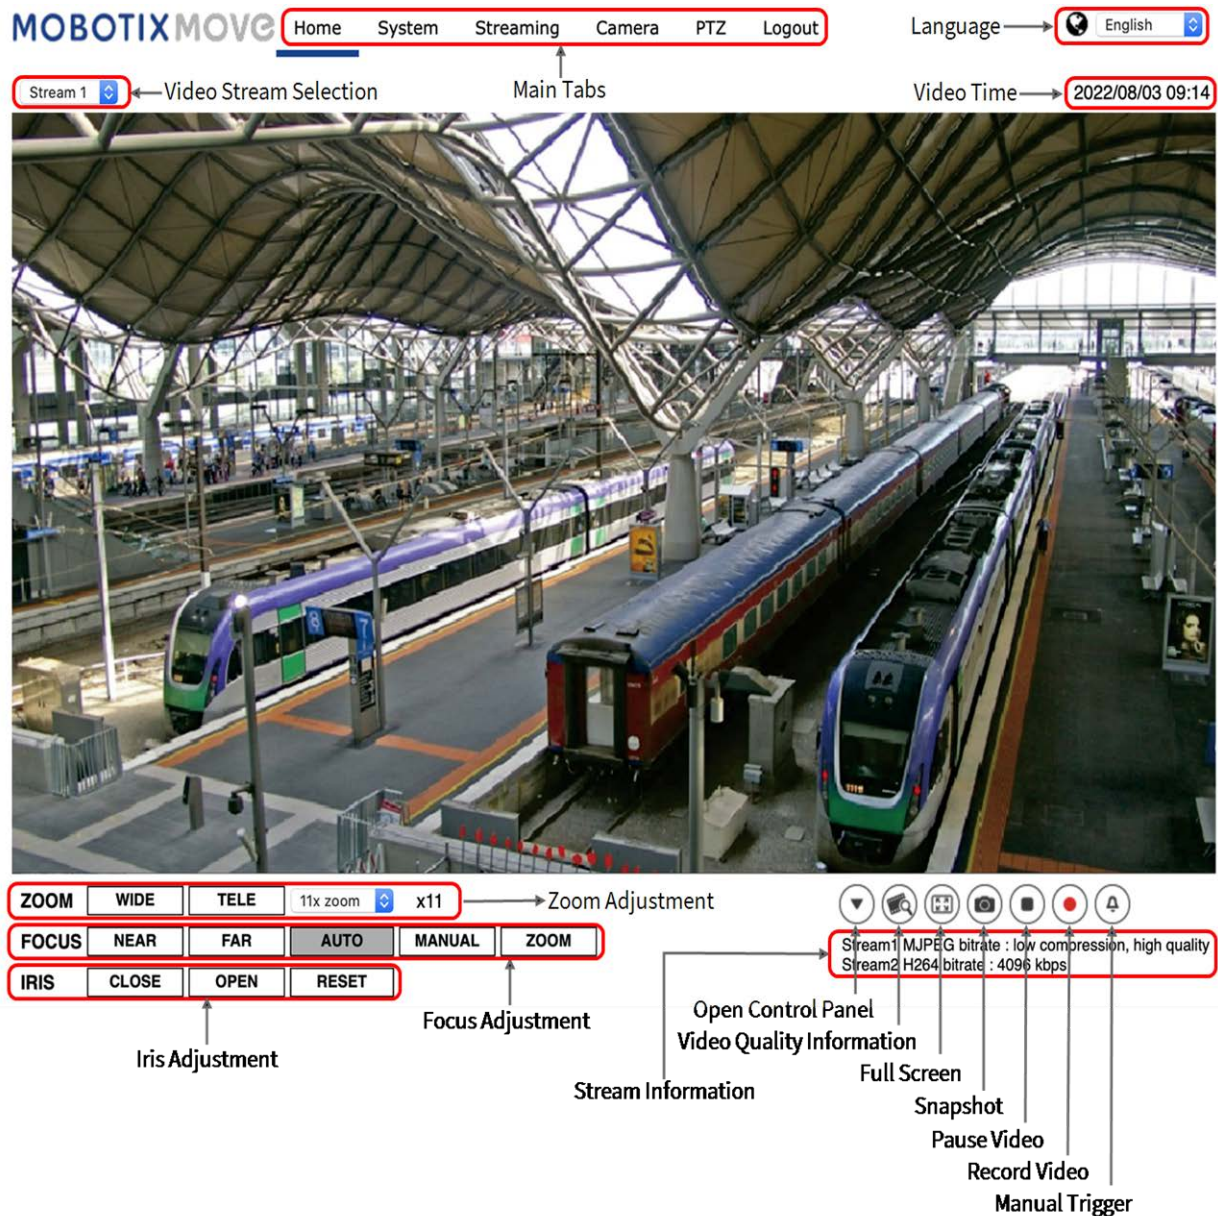 MOBOTIX MOVE
Home System Streaming Camera PTZ Logout
Language
English
Stream 1
Video Stream Selection
Main Tabs
Video Time
2022/08/03 09:14
8
7
1119
ZOOM WIDE TELE 11x zoom x11
Zoom Adjustment
FOCUS NEAR FAR AUTO MANUAL ZOOM
IRIS CLOSE OPEN RESET
Stream1 MJPEG bitrate : low compression, high quality
Stream2 H264 bitrate : 4096 kbps
Focus Adjustment
Iris Adjustment
Open Control Panel
Video Quality Information
Full Screen
Stream Information
Snapshot
Pause Video
Record Video
Manual Trigger